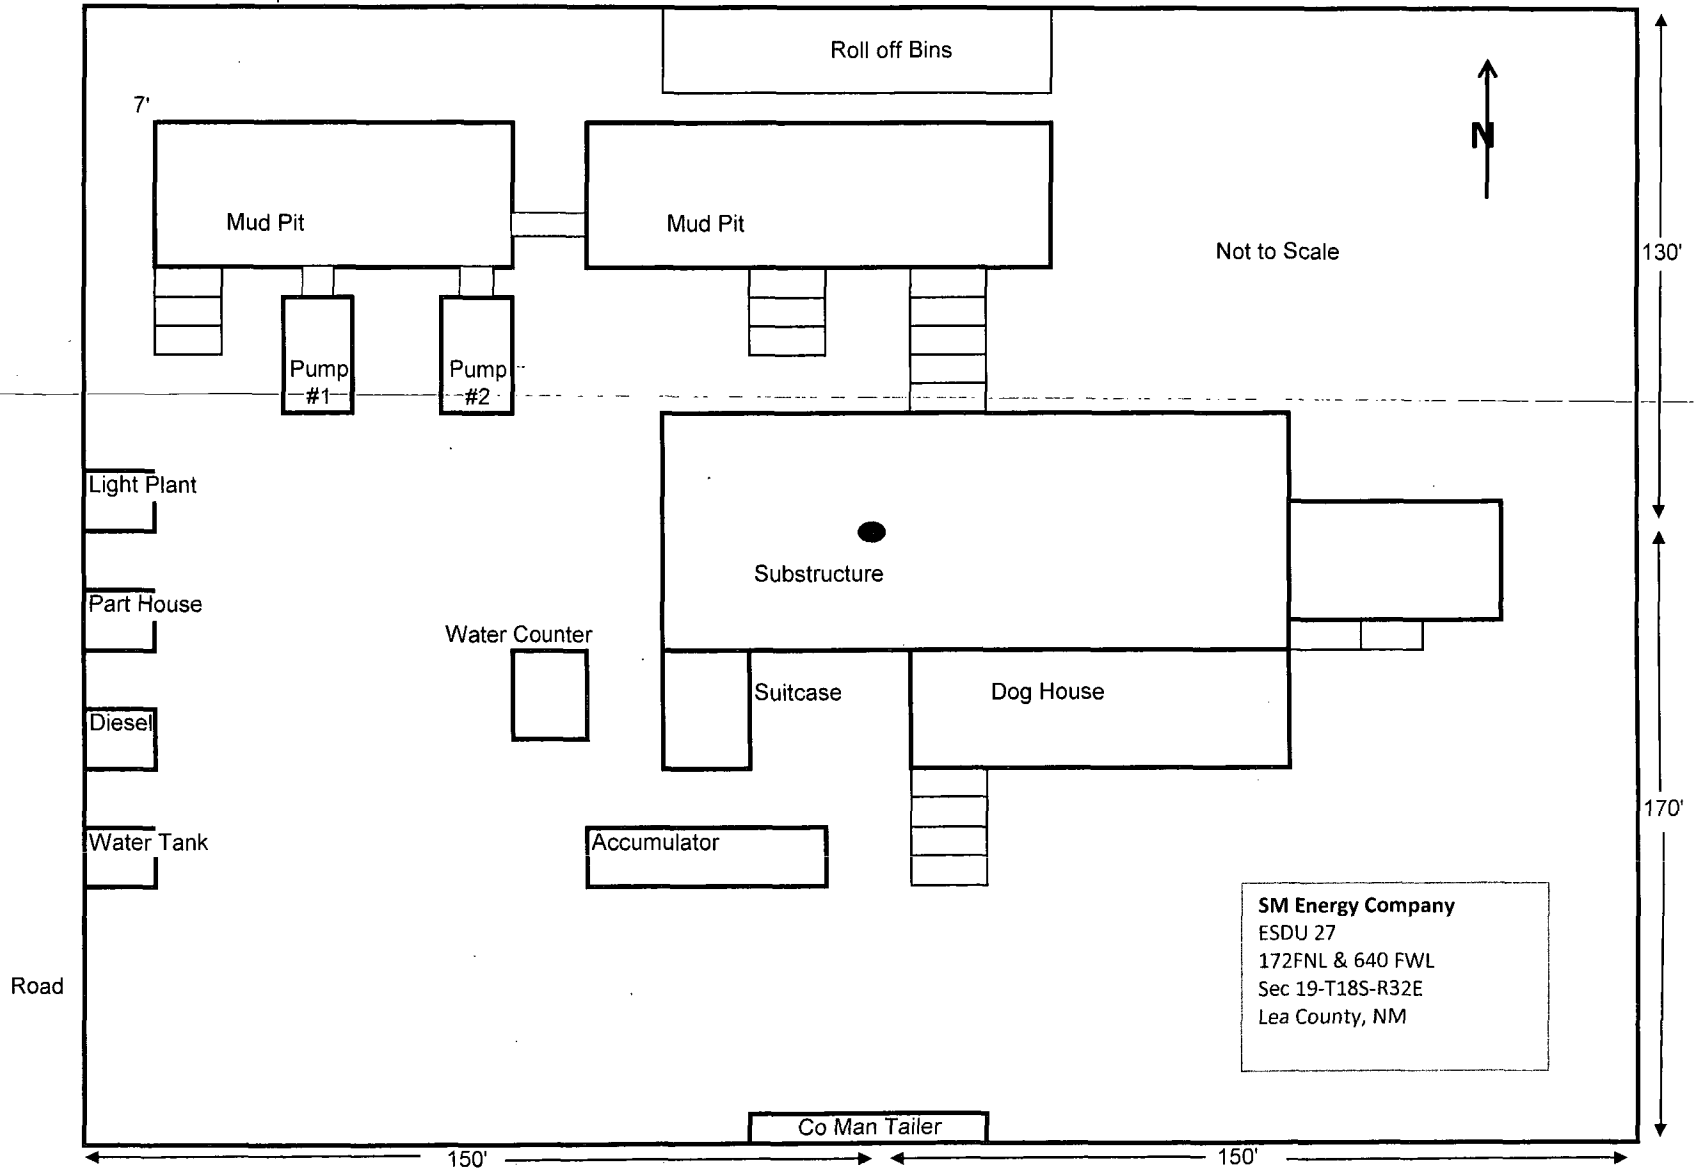 Roll off Bins
7'
N
Mud Pit
Mud Pit
Not to Scale
130'
Pump
#1
Pump
#2
Light Plant
Substructure
Part House
Water Counter
Suitcase
Dog House
Diesel
170'
Water Tank
Accumulator
SM Energy Company
ESDU 27
172FNL & 640 FWL
Sec 19-T18S-R32E
Lea County, NM
Road
Co Man Tailer
150'
150'